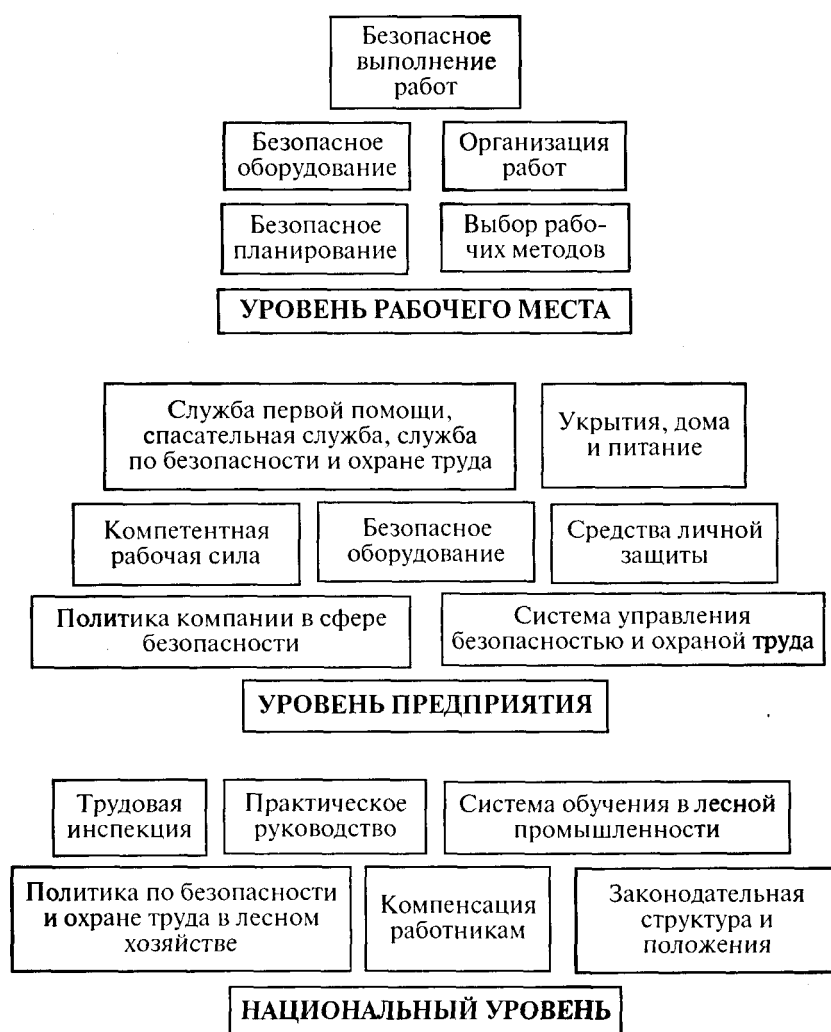 Безопасное
выполнение
работ
Безопасное
оборудование
Организация
работ
Безопасное
планирование
Выбор рабо-
чих методов
УРОВЕНЬ РАБОЧЕГО МЕСТА
Служба первой помощи,
спасательная служба, служба
по безопасности и охране труда
Укрытия, дома
и питание
Компетентная
рабочая сила
Безопасное
оборудование
Средства личной
защиты
Политика компании в сфере
безопасности
Система управления
безопасностью и охраной труда
УРОВЕНЬ ПРЕДПРИЯТИЯ
Трудовая
инспекция
Практическое
руководство
Система обучения в лесной
промышленности
Политика по безопасности
и охране труда в лесном
хозяйстве
Компенсация
работникам
Законодательная
структура и
положения
НАЦИОНАЛЬНЫЙ УРОВЕНЬ